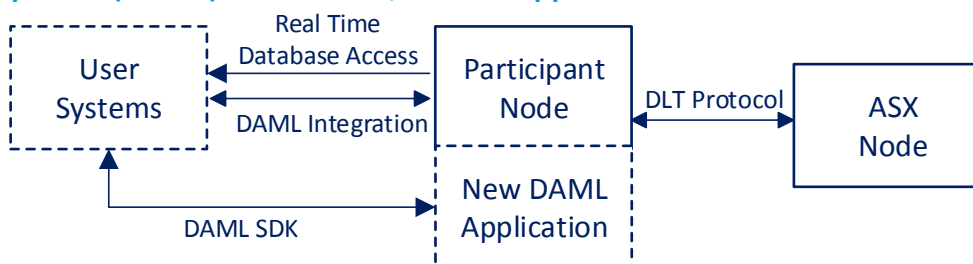 Real Time
Database Access
User
Systems
DAML Integration
Participant
Node
DLT Protocol
ASX
Node
New DAML
Application
DAML SDK